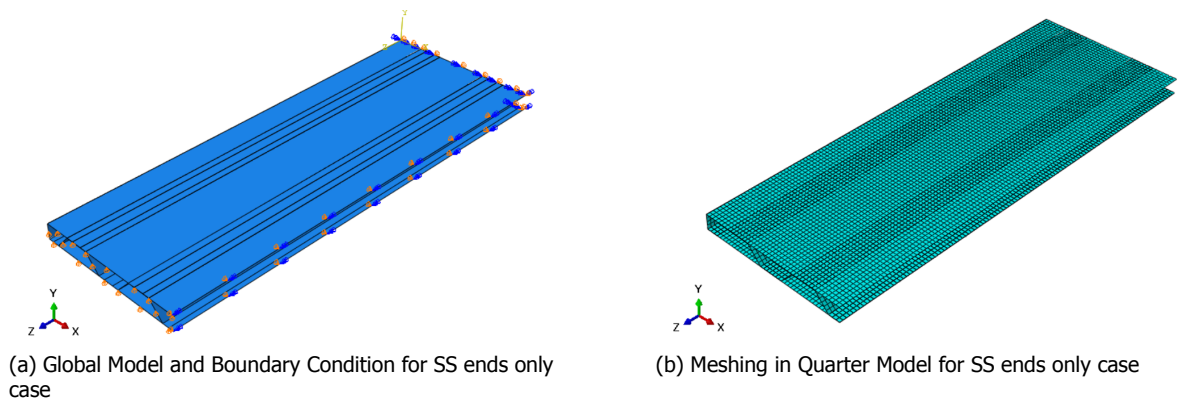 Y
Z
Y
Z
X
Y
Z
X
(a) Global Model and Boundary Condition for SS ends only
case
(b) Meshing in Quarter Model for SS ends only case